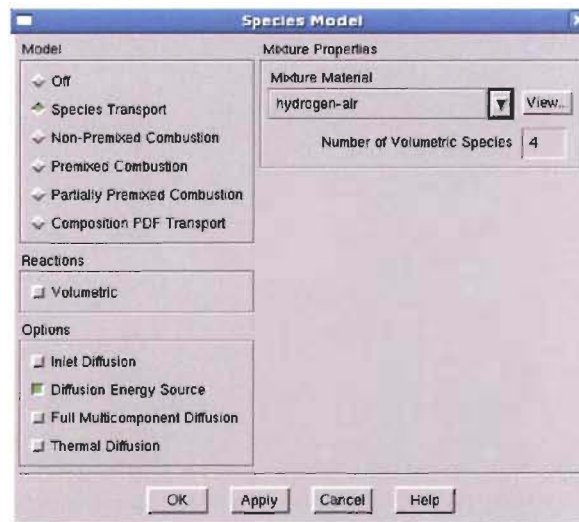 Species Model
Model
Off
Species Transport
Non-Premixed Combustion
Premixed Combustion
Partially Premixed Combustion
Composition PDF Transport
Reactions
Volumetric
Options
Inlet Diffusion
Diffusion Energy Source
Full Multicomponent Diffusion
Thermal Diffusion
Mixture Properties
Mixture Material
hydrogen-air
View...
Number of Volumetric Species 4
OK Apply Cancel Help